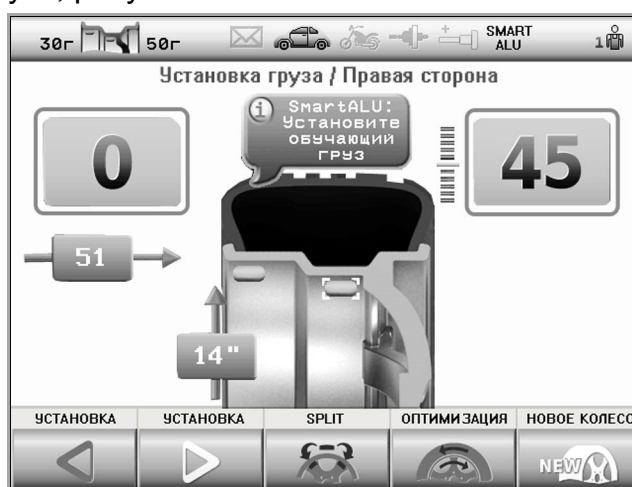 30г 50г SMART
ALU 1
Установка груза / Правая сторона
SmartALU:
Установите
обучающий
груз
0
45
51
14"
УСТАНОВКА УСТАНОВКА SPLIT ОПТИМИЗАЦИЯ НОВОЕ КОЛЕСО
NEW